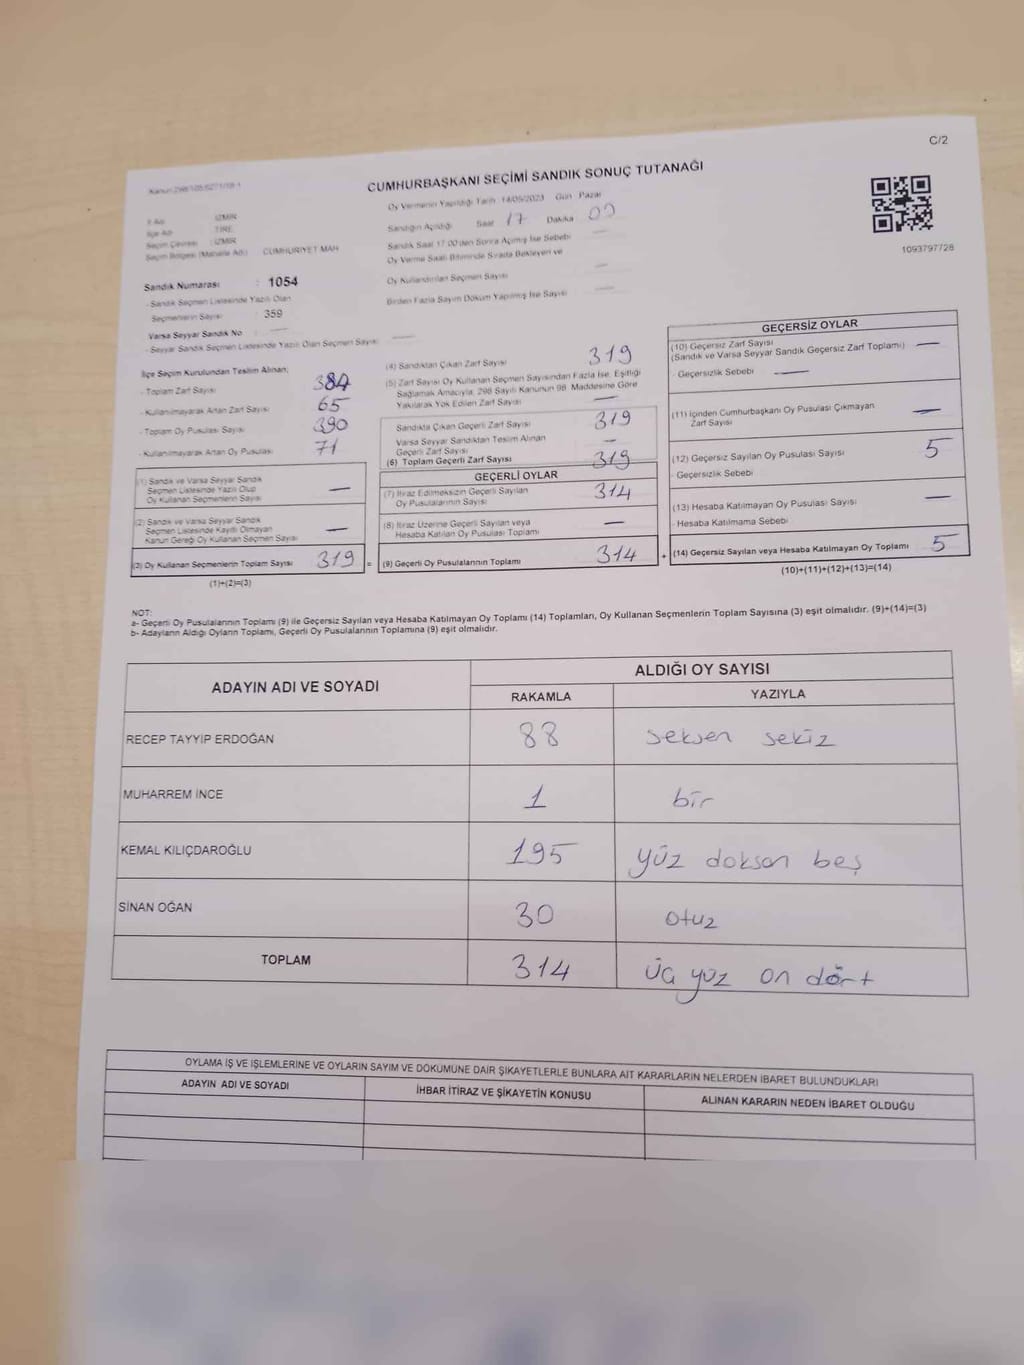 C/2
CUMHURBAŞKANI SEÇİMİ SANDIK SONUÇ TUTANAĞI
Oy Vermenin Yapıldığı Tarih 14/05/2023 Gün Pazar
Sandığın Açıldığı Saat 17 Dakika 00
Sandık Saat 17:00'den Sonra Açımış İse Sebebi
Oy Verme Saati Bitiminde Sırada Bekleyen ve
Oy Kullandırılan Seçmen Sayısı
Birden Fazla Sayım Döküm Yapılmış İse Sayısı
1093797728
İl Adı İZMİR
İlçe Adı TİRE
Seçim Çevresi : İZMİR
Seçim Bölgesi (Mahalle Adı) CUMHURİYET MAH
Sandık Numarası : 1054
- Sandık Seçmen Listesinde Yazılı Olan
Seçmenlerin Sayısı : 359
Varsa Seyyar Sandık No : —
- Seyyar Sandık Seçmen Listesinde Yazılı Olan Seçmen Sayısı —
İlçe Seçim Kurulundan Teslim Alınan;
- Toplam Zarf Sayısı 384
- Kullanılmayarak Artan Zarf Sayısı 65
- Toplam Oy Pusulası Sayısı 390
- Kullanılmayarak Artan Oy Pusulası 71
(1) Sandık ve Varsa Seyyar Sandık
Seçmen Listesinde Yazılı Olup
Oy Kullanan Seçmenlerin Sayısı —
(2) Sandık ve Varsa Seyyar Sandık
Seçmen Listesinde Kayıtlı Olmayan
Kanun Gereği Oy Kullanan Seçmen Sayısı —
(3) Oy Kullanan Seçmenlerin Toplam Sayısı 319 =
(1)+(2)=(3)
(4) Sandıktan Çıkan Zarf Sayısı 319
(5) Zarf Sayısı Oy Kullanan Seçmen Sayısından Fazla İse, Eşitliği
Sağlamak Amacıyla, 298 Sayılı Kanunun 98. Maddesine Göre
Yakılarak Yok Edilen Zarf Sayısı —
Sandıkta Çıkan Geçerli Zarf Sayısı 319
Varsa Seyyar Sandıktan Teslim Alınan
Geçerli Zarf Sayısı —
(6) Toplam Geçerli Zarf Sayısı 319
GEÇERLİ OYLAR
(7) İtiraz Edilmeksizin Geçerli Sayılan
Oy Pusulalarının Sayısı 314
(8) İtiraz Üzerine Geçerli Sayılan veya
Hesaba Katılan Oy Pusulası Toplamı —
(9) Geçerli Oy Pusulalarının Toplamı 314 +
GEÇERSİZ OYLAR
(10) Geçersiz Zarf Sayısı
(Sandık ve Varsa Seyyar Sandık Geçersiz Zarf Toplamı) —
- Geçersizlik Sebebi —
(11) İçinden Cumhurbaşkanı Oy Pusulası Çıkmayan
Zarf Sayısı —
(12) Geçersiz Sayılan Oy Pusulası Sayısı 5
- Geçersizlik Sebebi
(13) Hesaba Katılmayan Oy Pusulası Sayısı —
- Hesaba Katılmama Sebebi
(14) Geçersiz Sayılan veya Hesaba Katılmayan Oy Toplamı 5
(10)+(11)+(12)+(13)=(14)
NOT:
a- Geçerli Oy Pusulalarının Toplamı (9) ile Geçersiz Sayılan veya Hesaba Katılmayan Oy Toplamı (14) Toplamları, Oy Kullanan Seçmenlerin Toplam Sayısına (3) eşit olmalıdır. (9)+(14)=(3)
b- Adayların Aldığı Oyların Toplamı, Geçerli Oy Pusulalarının Toplamına (9) eşit olmalıdır.
ADAYIN ADI VE SOYADI ALDIĞI OY SAYISI
RAKAMLA YAZIYLA
RECEP TAYYİP ERDOĞAN 88 seksen sekiz
MUHARREM İNCE 1 bir
KEMAL KILIÇDAROĞLU 195 yüz doksan beş
SİNAN OĞAN 30 otuz
TOPLAM 314 üç yüz on dört
OYLAMA İŞ VE İŞLEMLERİNE VE OYLARIN SAYIM VE DÖKÜMÜNE DAİR ŞİKAYETLERLE BUNLARA AİT KARARLARIN NELERDEN İBARET BULUNDUKLARI
ADAYIN ADI VE SOYADI İHBAR İTİRAZ VE ŞİKAYETİN KONUSU ALINAN KARARIN NEDEN İBARET OLDUĞU